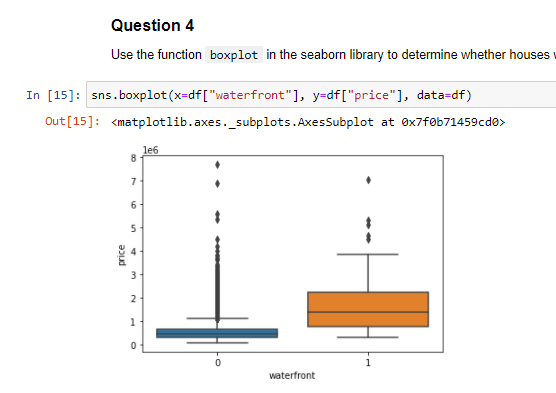 Question 4
Use the function boxplot in the seaborn library to determine whether houses
In [15]: sns.boxplot(x=df["waterfront"], y=df["price"], data=df)
Out[15]: <matplotlib.axes._subplots.AxesSubplot at 0x7f0b71459cd0>
1e6
8
7
6
5
4
3
2
1
0
price
0 1
waterfront